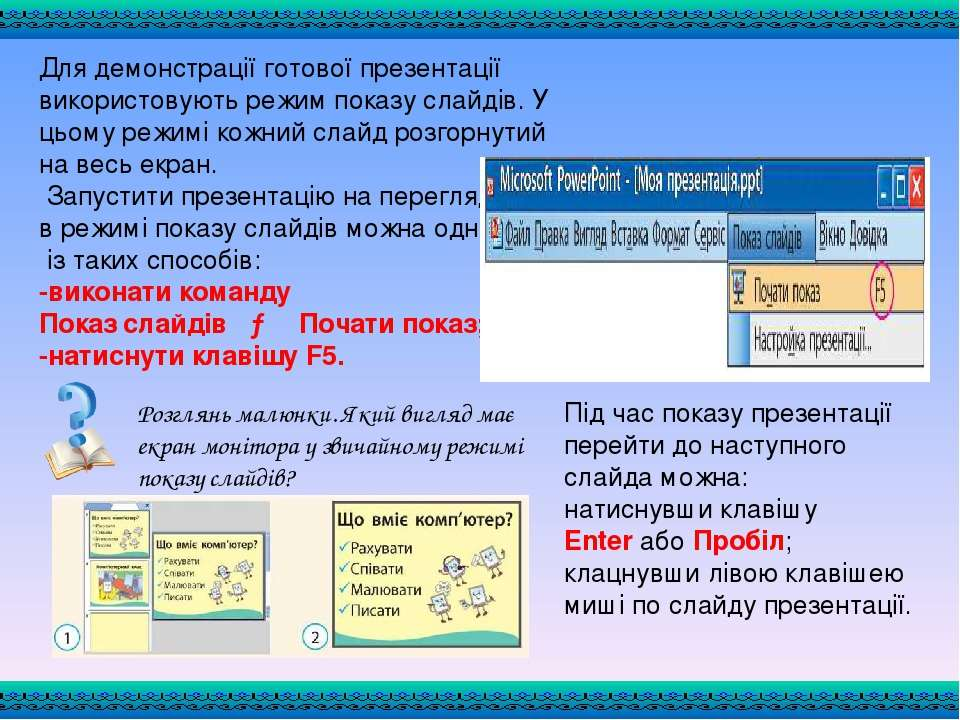 Для демонстрації готової презентації
використовують режим показу слайдів. У
цьому режимі кожний слайд розгорнутий
на весь екран.
Запустити презентацію на перегля
в режимі показу слайдів можна одн
із таких способів:
-виконати команду
Показ слайдів → Почати показ;
-натиснути клавішу F5.
Microsoft PowerPoint - [Моя презентація.ppt]
Файл Правка Вигляд Вставка Формат Сервіс Показ слайдів Вікно Довідка
Почати показ F5
Настройка презентації...
Розглянь малюнки. Який вигляд має
екран монітора у звичайному режимі
показу слайдів?
Що вміє комп'ютер?
Рахувати
Співати
Малювати
Писати
1
Що вміє комп'ютер?
Рахувати
Співати
Малювати
Писати
2
Під час показу презентації
перейти до наступного
слайда можна:
натиснувши клавішу
Enter або Пробіл;
клацнувши лівою клавішею
миші по слайду презентації.